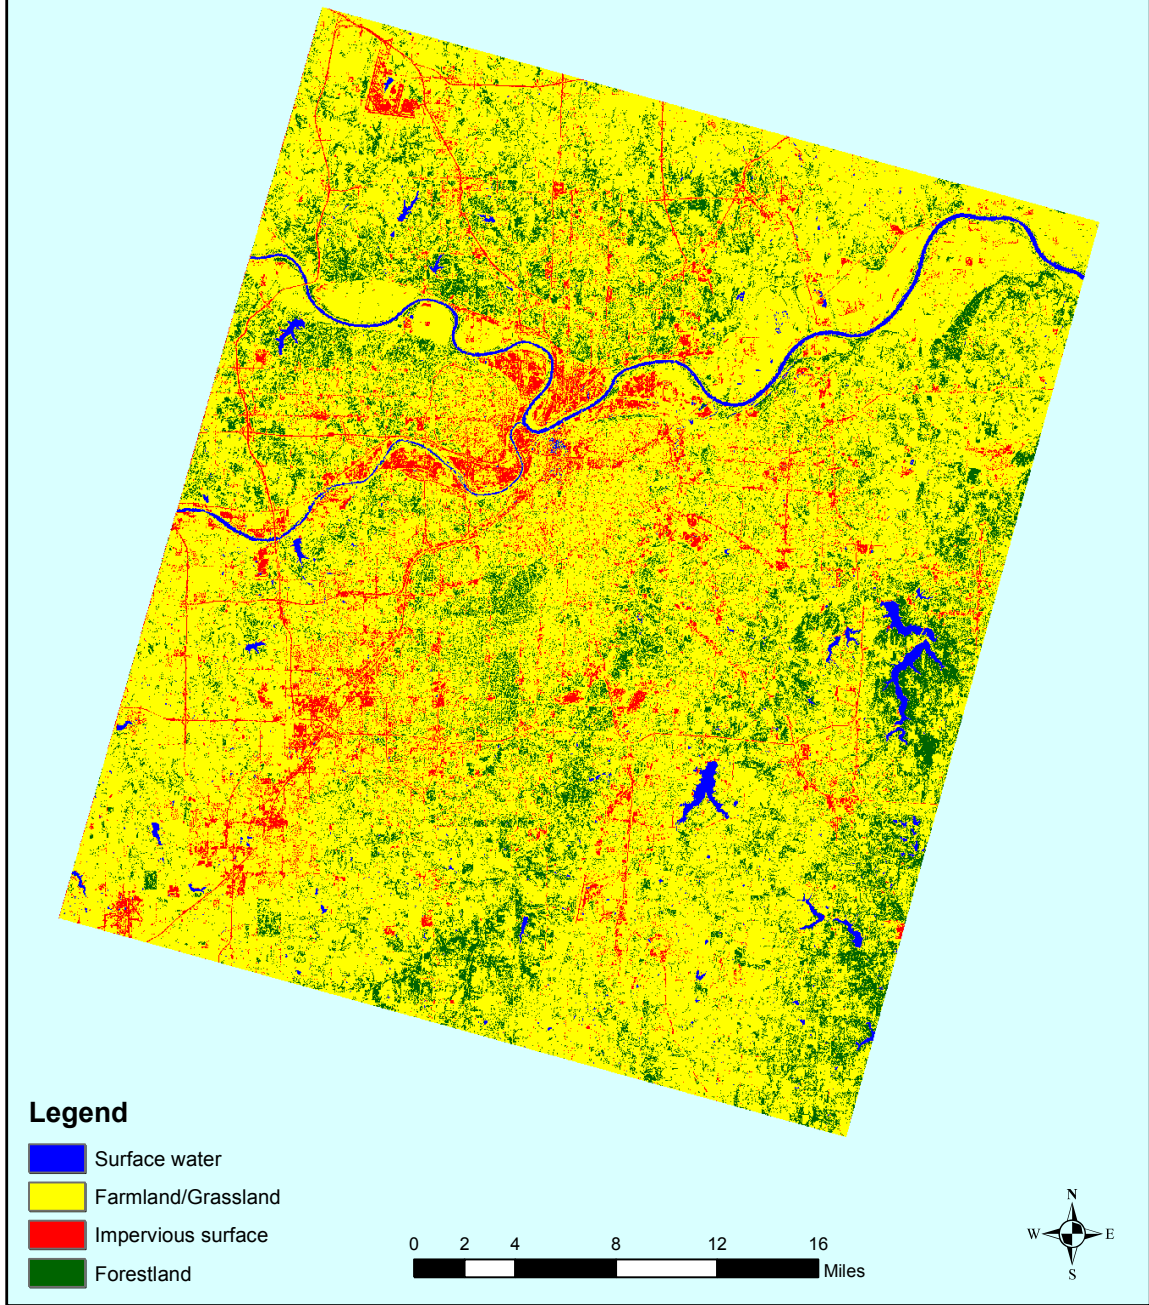 Legend
Surface water
Farmland/Grassland
Impervious surface
Forestland
0 2 4 8 12 16
Miles
N
W E
S